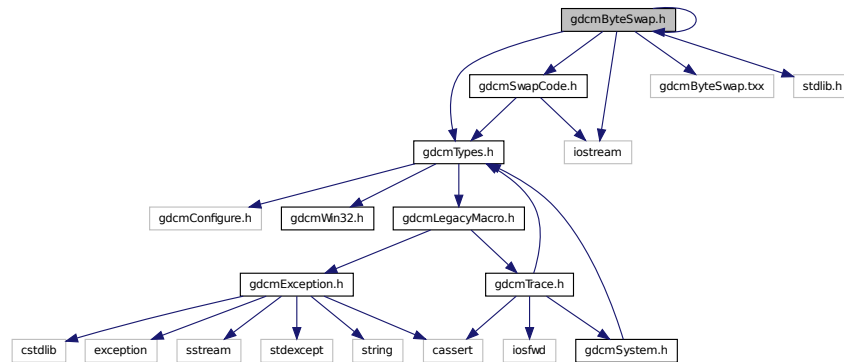 gdcmByteSwap.h
gdcmSwapCode.h
gdcmByteSwap.txx
stdlib.h
gdcmTypes.h
iostream
gdcmConfigure.h
gdcmWin32.h
gdcmLegacyMacro.h
gdcmException.h
gdcmTrace.h
cstdlib
exception
sstream
stdexcept
string
cassert
iosfwd
gdcmSystem.h